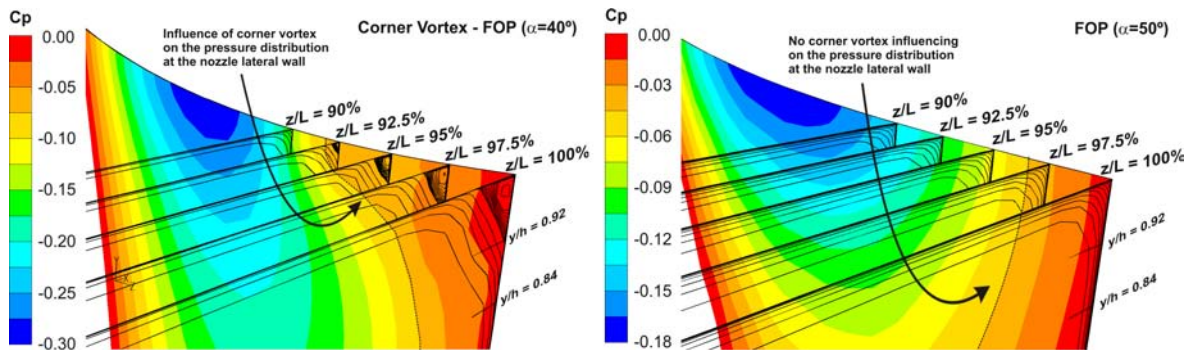 Cp
0.00
-0.05
-0.10
-0.15
-0.20
-0.25
-0.30
Corner Vortex - FOP (α=40º)
Influence of corner vortex
on the pressure distribution
at the nozzle lateral wall
z/L = 90%
z/L = 92.5%
z/L = 95%
z/L = 97.5%
z/L = 100%
y/h = 0.92
y/h = 0.84
Cp
0.00
-0.03
-0.06
-0.09
-0.12
-0.15
-0.18
FOP (α=50º)
No corner vortex influencing
on the pressure distribution
at the nozzle lateral wall
z/L = 90%
z/L = 92.5%
z/L = 95%
z/L = 97.5%
z/L = 100%
y/h = 0.92
y/h = 0.84